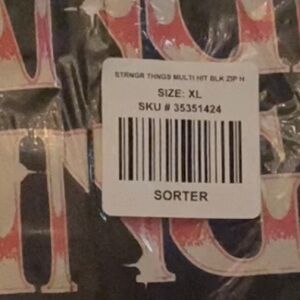 STRNGR THNGS MULTI HIT BLK ZIP H
SIZE: XL
SKU # 35351424
SORTER